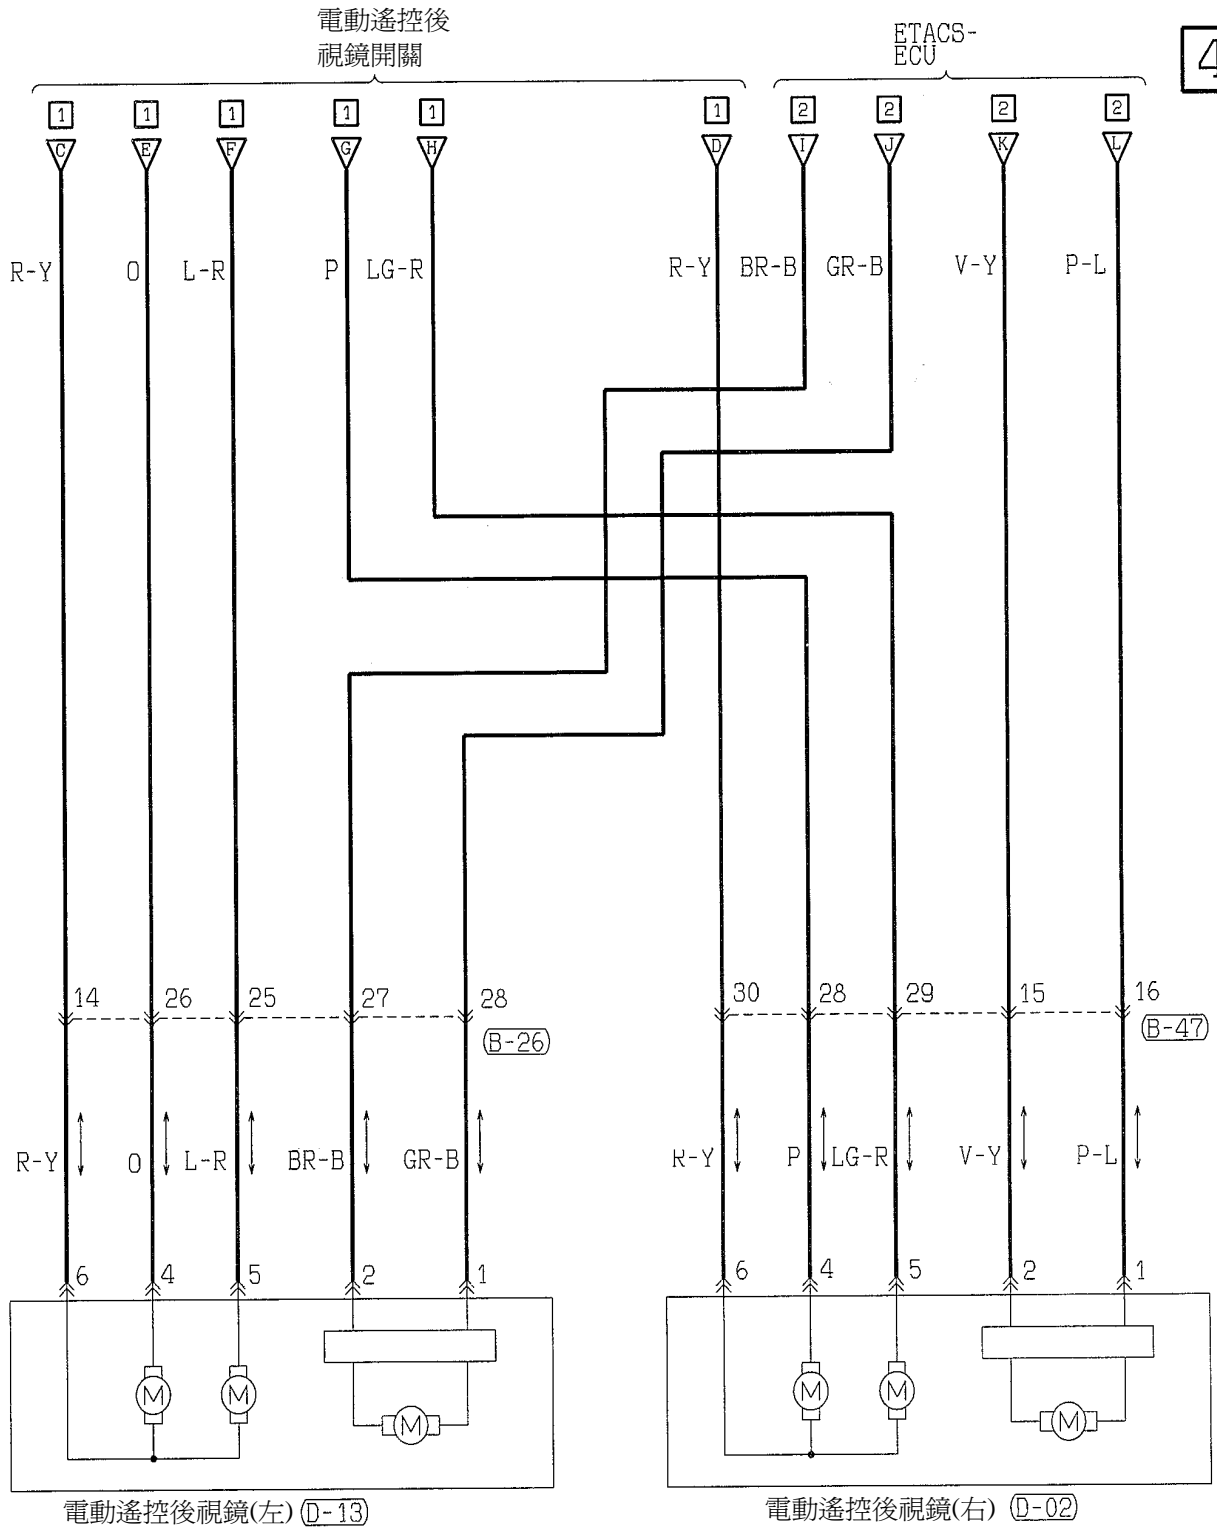 電動遙控後
視鏡開關
ETACS-
ECU
4
1 1 1 1 1 1 2 2 2 2
C E F G H D I J K L
R-Y O L-R P LG-R R-Y BR-B GR-B V-Y P-L
14 26 25 27 28 30 28 29 15 16
B-26 B-47
R-Y O L-R BR-B GR-B R-Y P LG-R V-Y P-L
6 4 5 2 1 6 4 5 2 1
M M M M M M
電動遙控後視鏡(左) D-13 電動遙控後視鏡(右) D-02